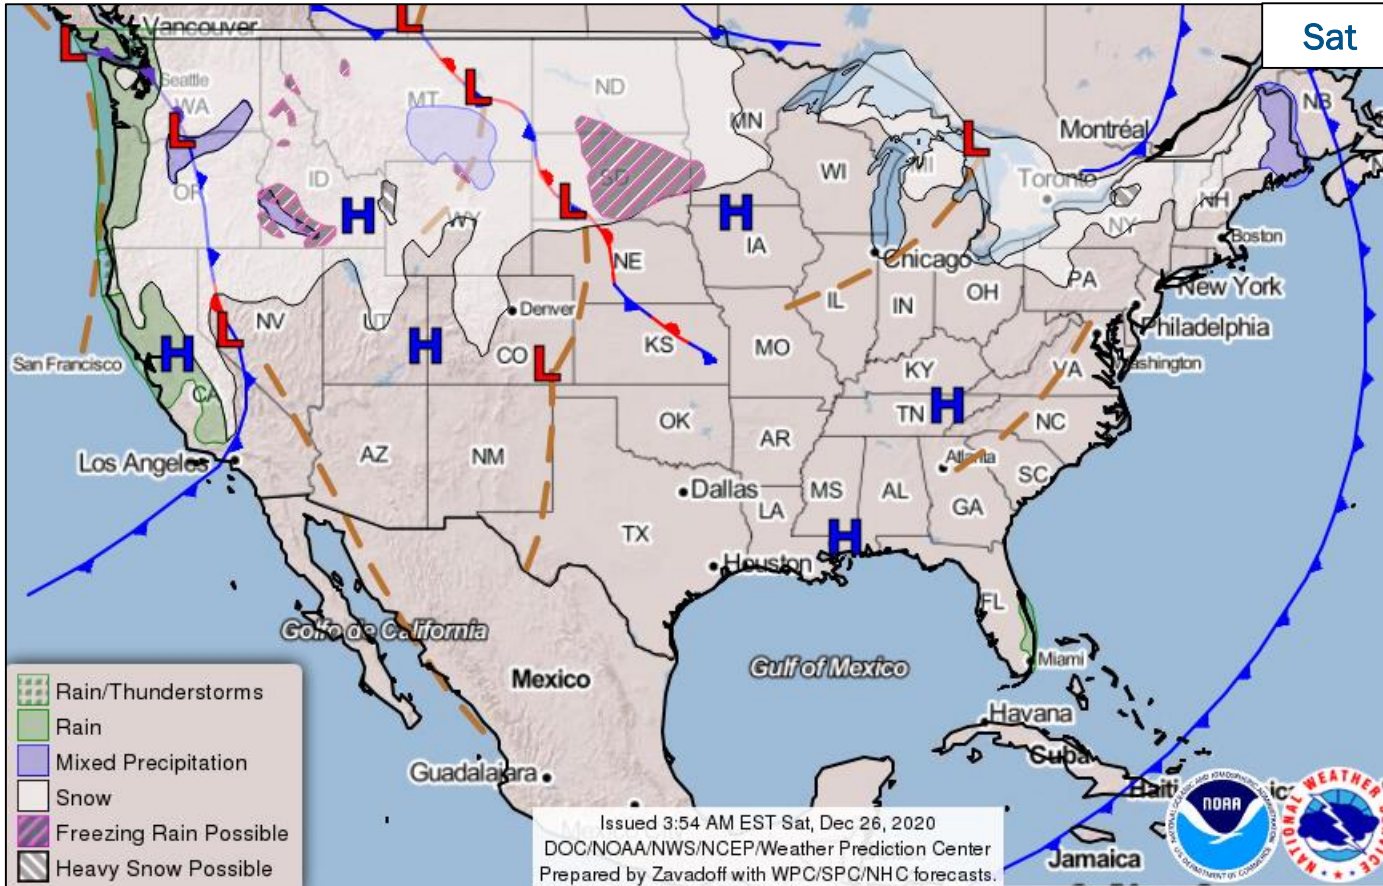 Sat
Vancouver
Seattle
WA
MT
ND
MN
NB
Montréal
OR
ID
SD
WI
MI
Toronto
WY
NY
NH
Boston
IA
NE
Chicago
PA
New York
NV
UT
Denver
IL
IN
OH
Philadelphia
San Francisco
CO
KS
MO
KY
VA
Washington
CA
TN
NC
Los Angeles
AZ
NM
OK
AR
Atlanta
SC
Dallas
MS
AL
GA
LA
TX
Houston
FL
Golfo de California
Mexico
Gulf of Mexico
Miami
Havana
Cuba
Guadalajara
Haiti
Jamaica
L
L
L
L
L
L
L
L
H
H
H
H
H
H
Rain/Thunderstorms
Rain
Mixed Precipitation
Snow
Freezing Rain Possible
Heavy Snow Possible
Issued 3:54 AM EST Sat, Dec 26, 2020
DOC/NOAA/NWS/NCEP/Weather Prediction Center
Prepared by Zavadoff with WPC/SPC/NHC forecasts.
NOAA
NATIONAL WEATHER